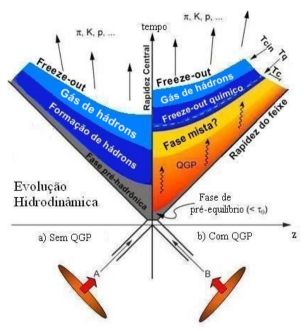 π, K, p, ...
tempo
π, K, p, ...
Rapidez Central
Freeze-out
Gás de hádrons
Formação de hádrons
Fase pré-hadrônica
Freeze-out
Gás de hádrons
Freeze-out químico
Fase mista?
QGP
Rapidez do feixe
Tcin
Tq
Tc
Evolução
Hidrodinâmica
Fase de
pré-equilíbrio (< τ₀)
a) Sem QGP
b) Com QGP
z
A
B